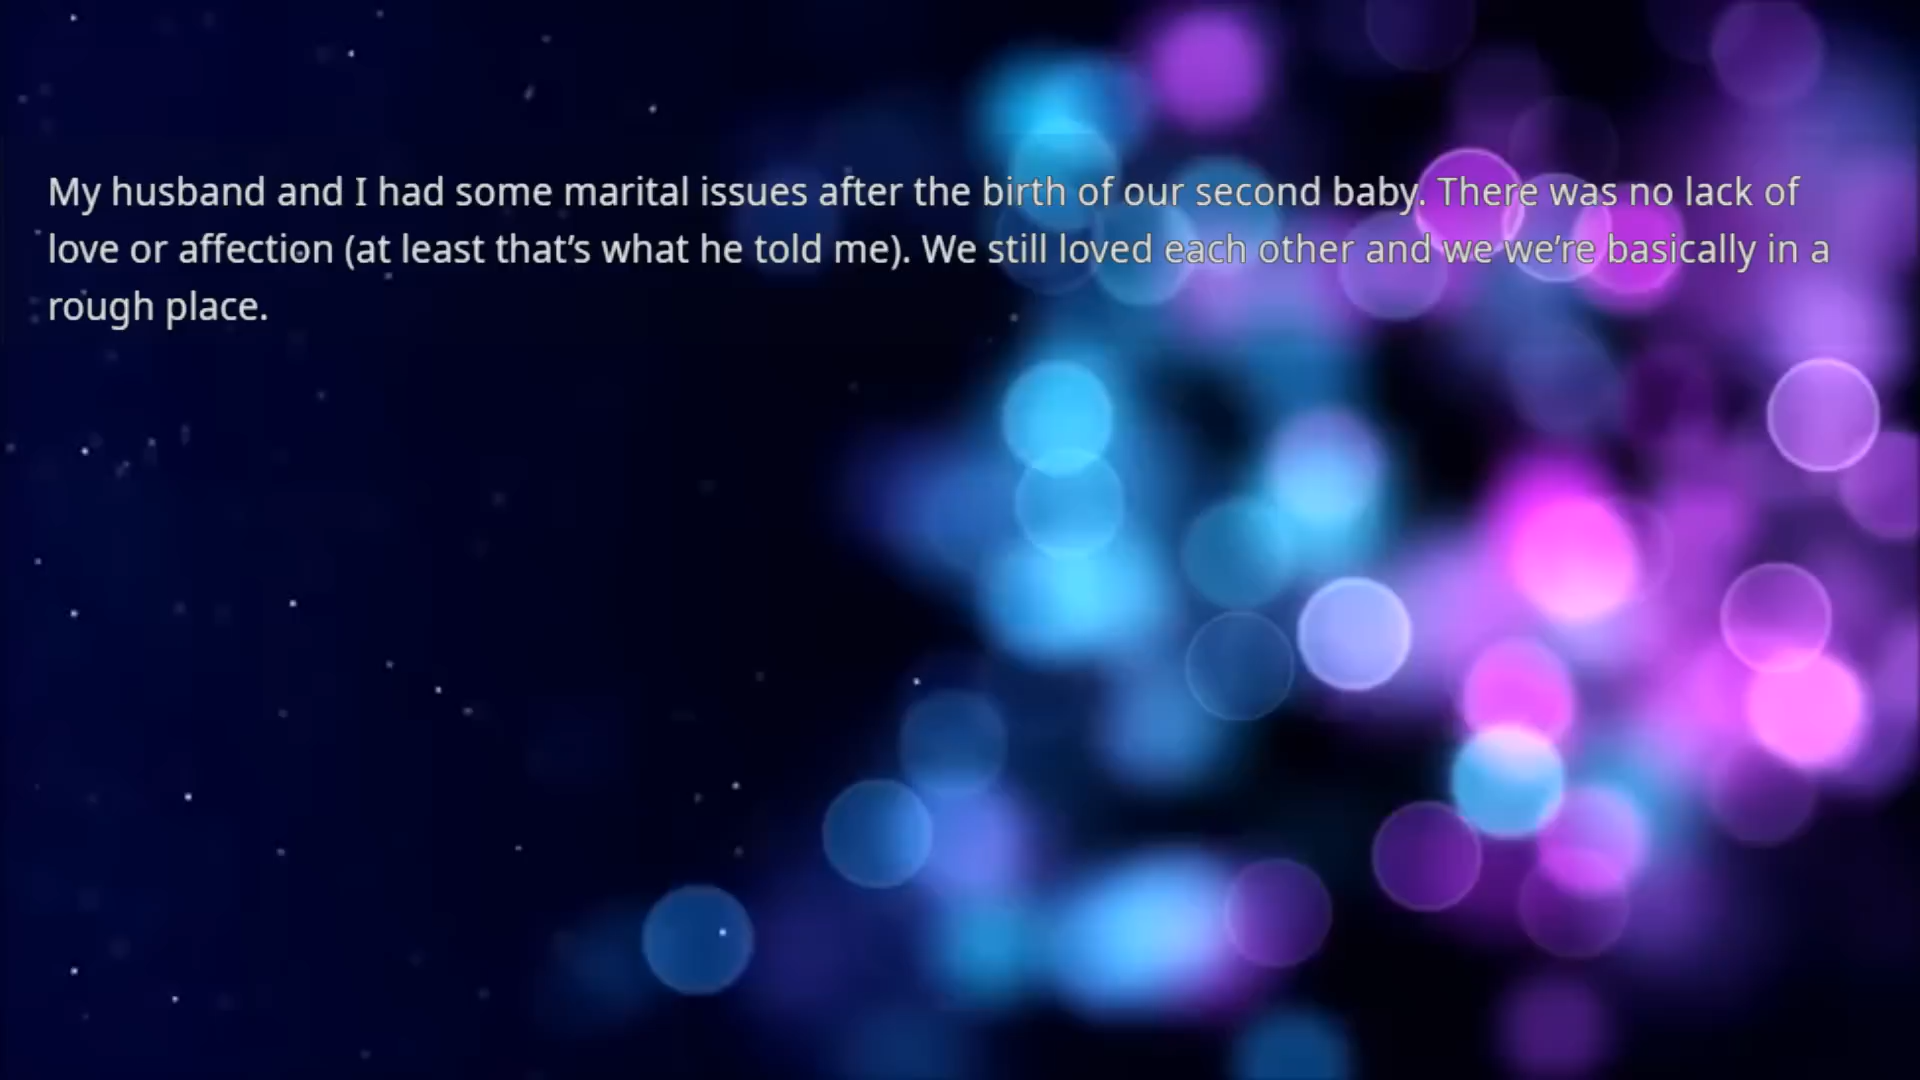 My husband and I had some marital issues after the birth of our second baby. There was no lack of
love or affection (at least that’s what he told me). We still loved each other and we we’re basically in a
rough place.